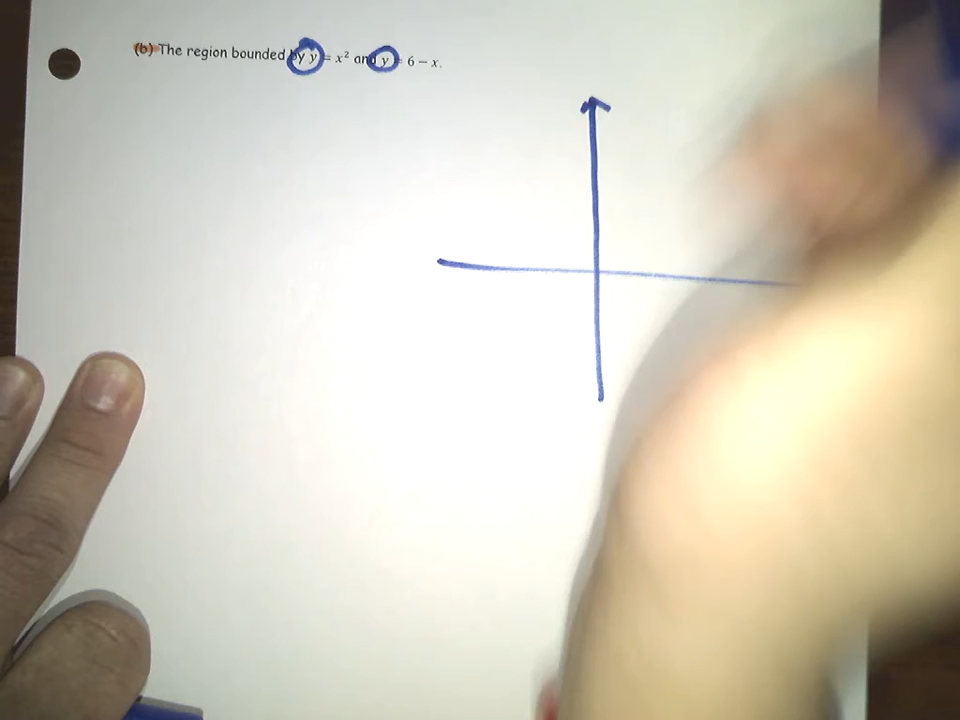 (b) The region bounded by y = x² and y = 6 − x.